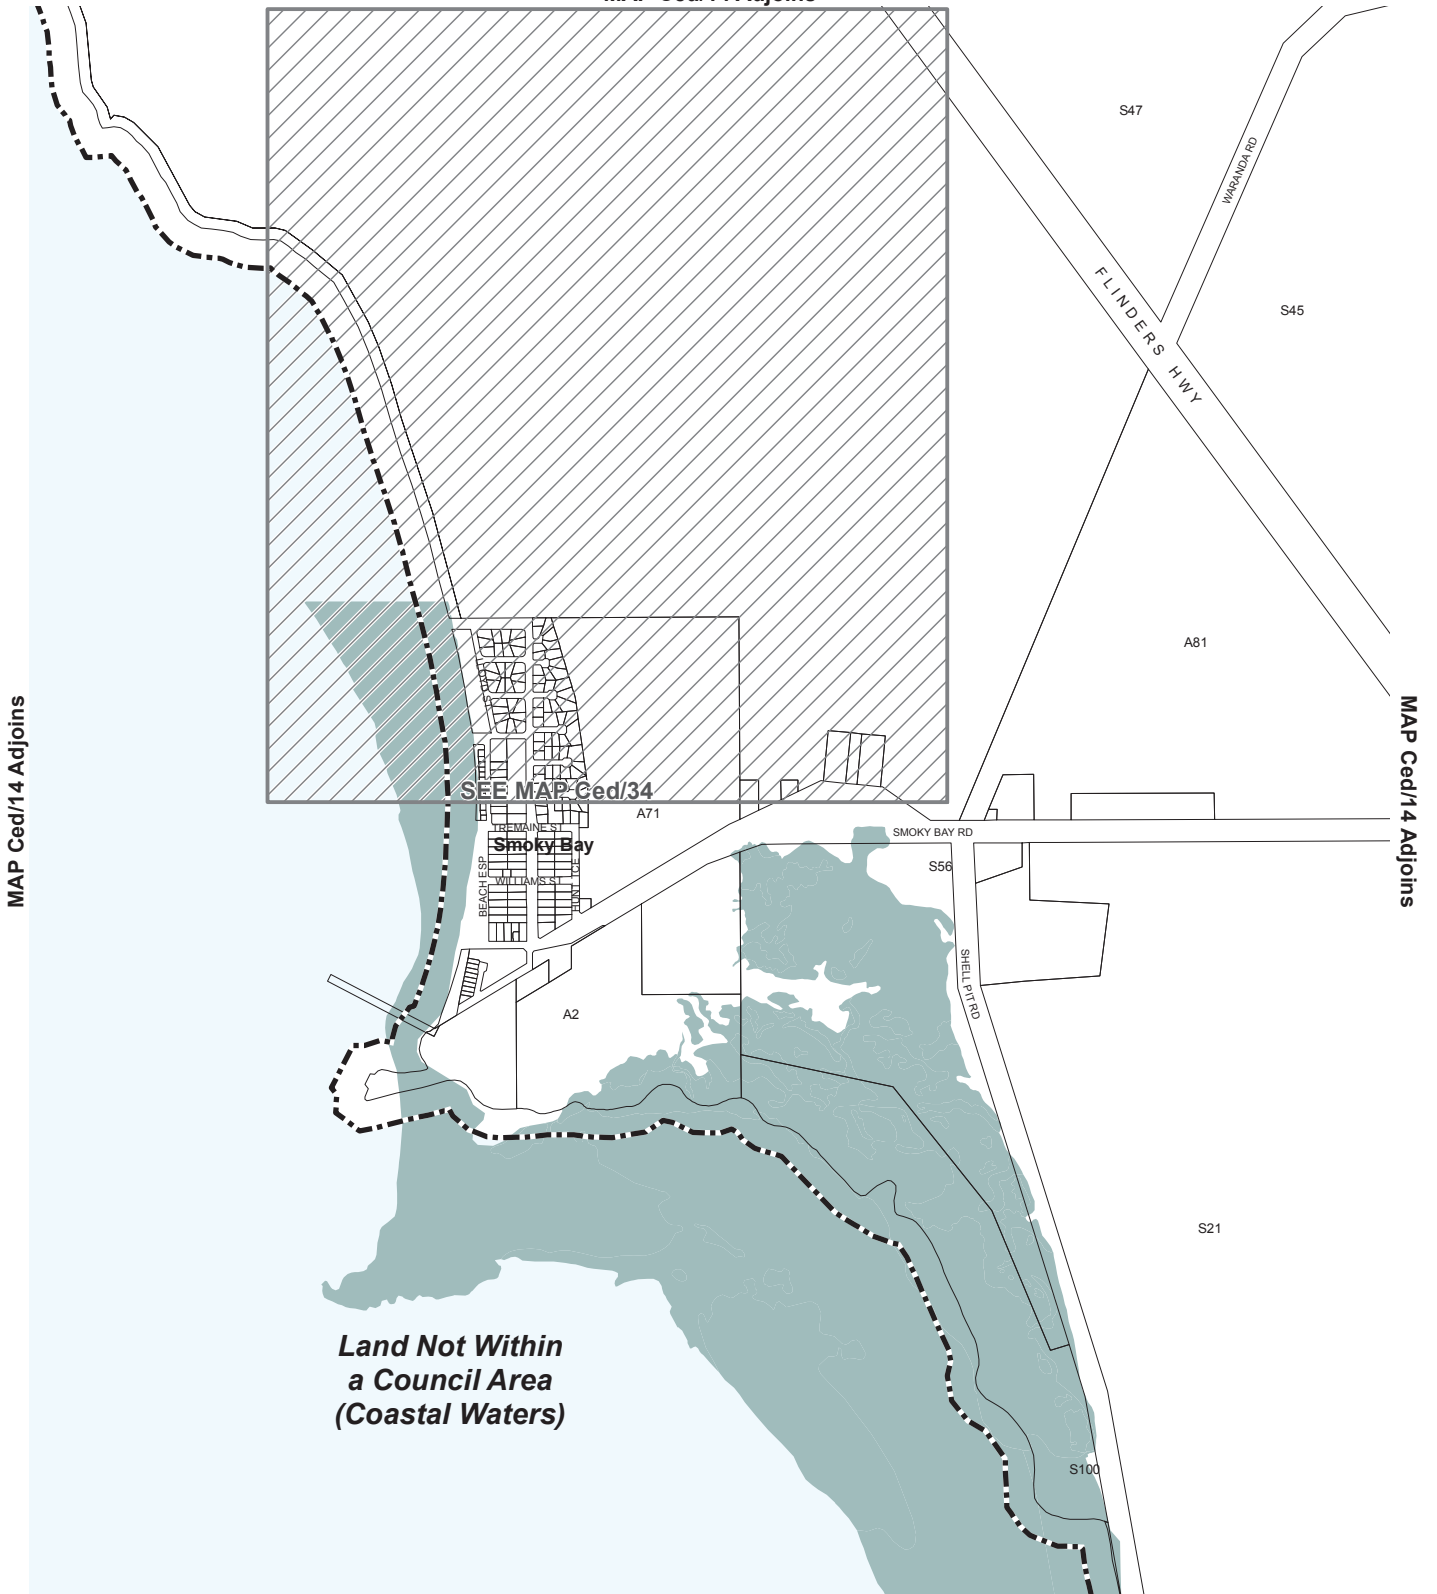 S47
WARANDA RD
FLINDERS HWY
S45
A81
MAP Ced/14 Adjoins
MAP Ced/14 Adjoins
SEE MAP Ced/34
A71
TREMAINE ST
SMOKY BAY RD
Smoky Bay
S56
BEACH ESP
WILLIAMS ST
SHELL PIT RD
A2
S21
Land Not Within
a Council Area
(Coastal Waters)
S100